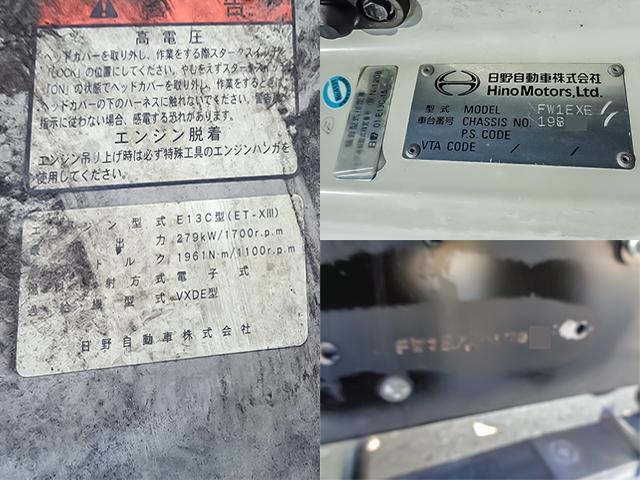 警告
高電圧
ヘッドカバーを取り外し、作業をする際スタータスイッチを
「LOCK」の位置にしてください。やむをえずスタータスイッチ
「ON」の状態でヘッドカバーを取り外し、作業をするときに
ヘッドカバー下のハーネスに触れないでください。警告
指示に従わない場合、感電する恐れがあります。
エンジン脱着
エンジン吊り上げ時は必ず特殊工具のエンジンハンガを
使用してください。
エンジン型式 E13C型(ET-XIII)
出力 279kW/1700r.p.m
トルク 1961N・m/1100r.p.m
射方式 電子式
型式 VXDE型
日野自動車株式会社
日野自動車株式会社
Hino Motors, Ltd.
型式 MODEL FW1EXE
車台番号 CHASSIS NO. 198
P.S. CODE /
VTA CODE / /